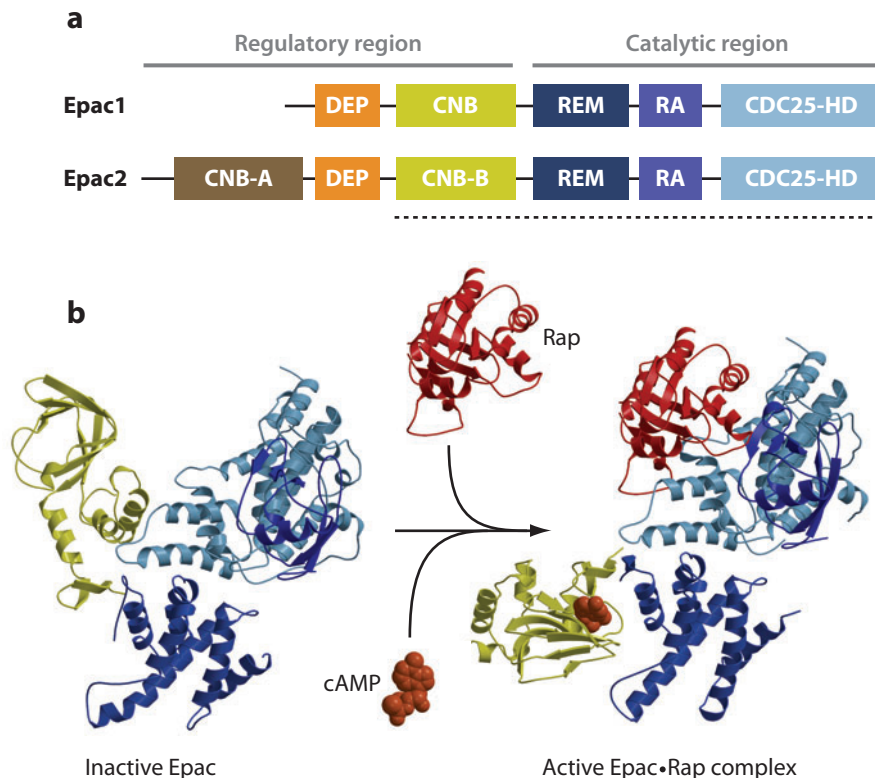 a
Regulatory region Catalytic region
Epac1 DEP CNB REM RA CDC25-HD
Epac2 CNB-A DEP CNB-B REM RA CDC25-HD
b
Rap
cAMP
Inactive Epac Active Epac•Rap complex